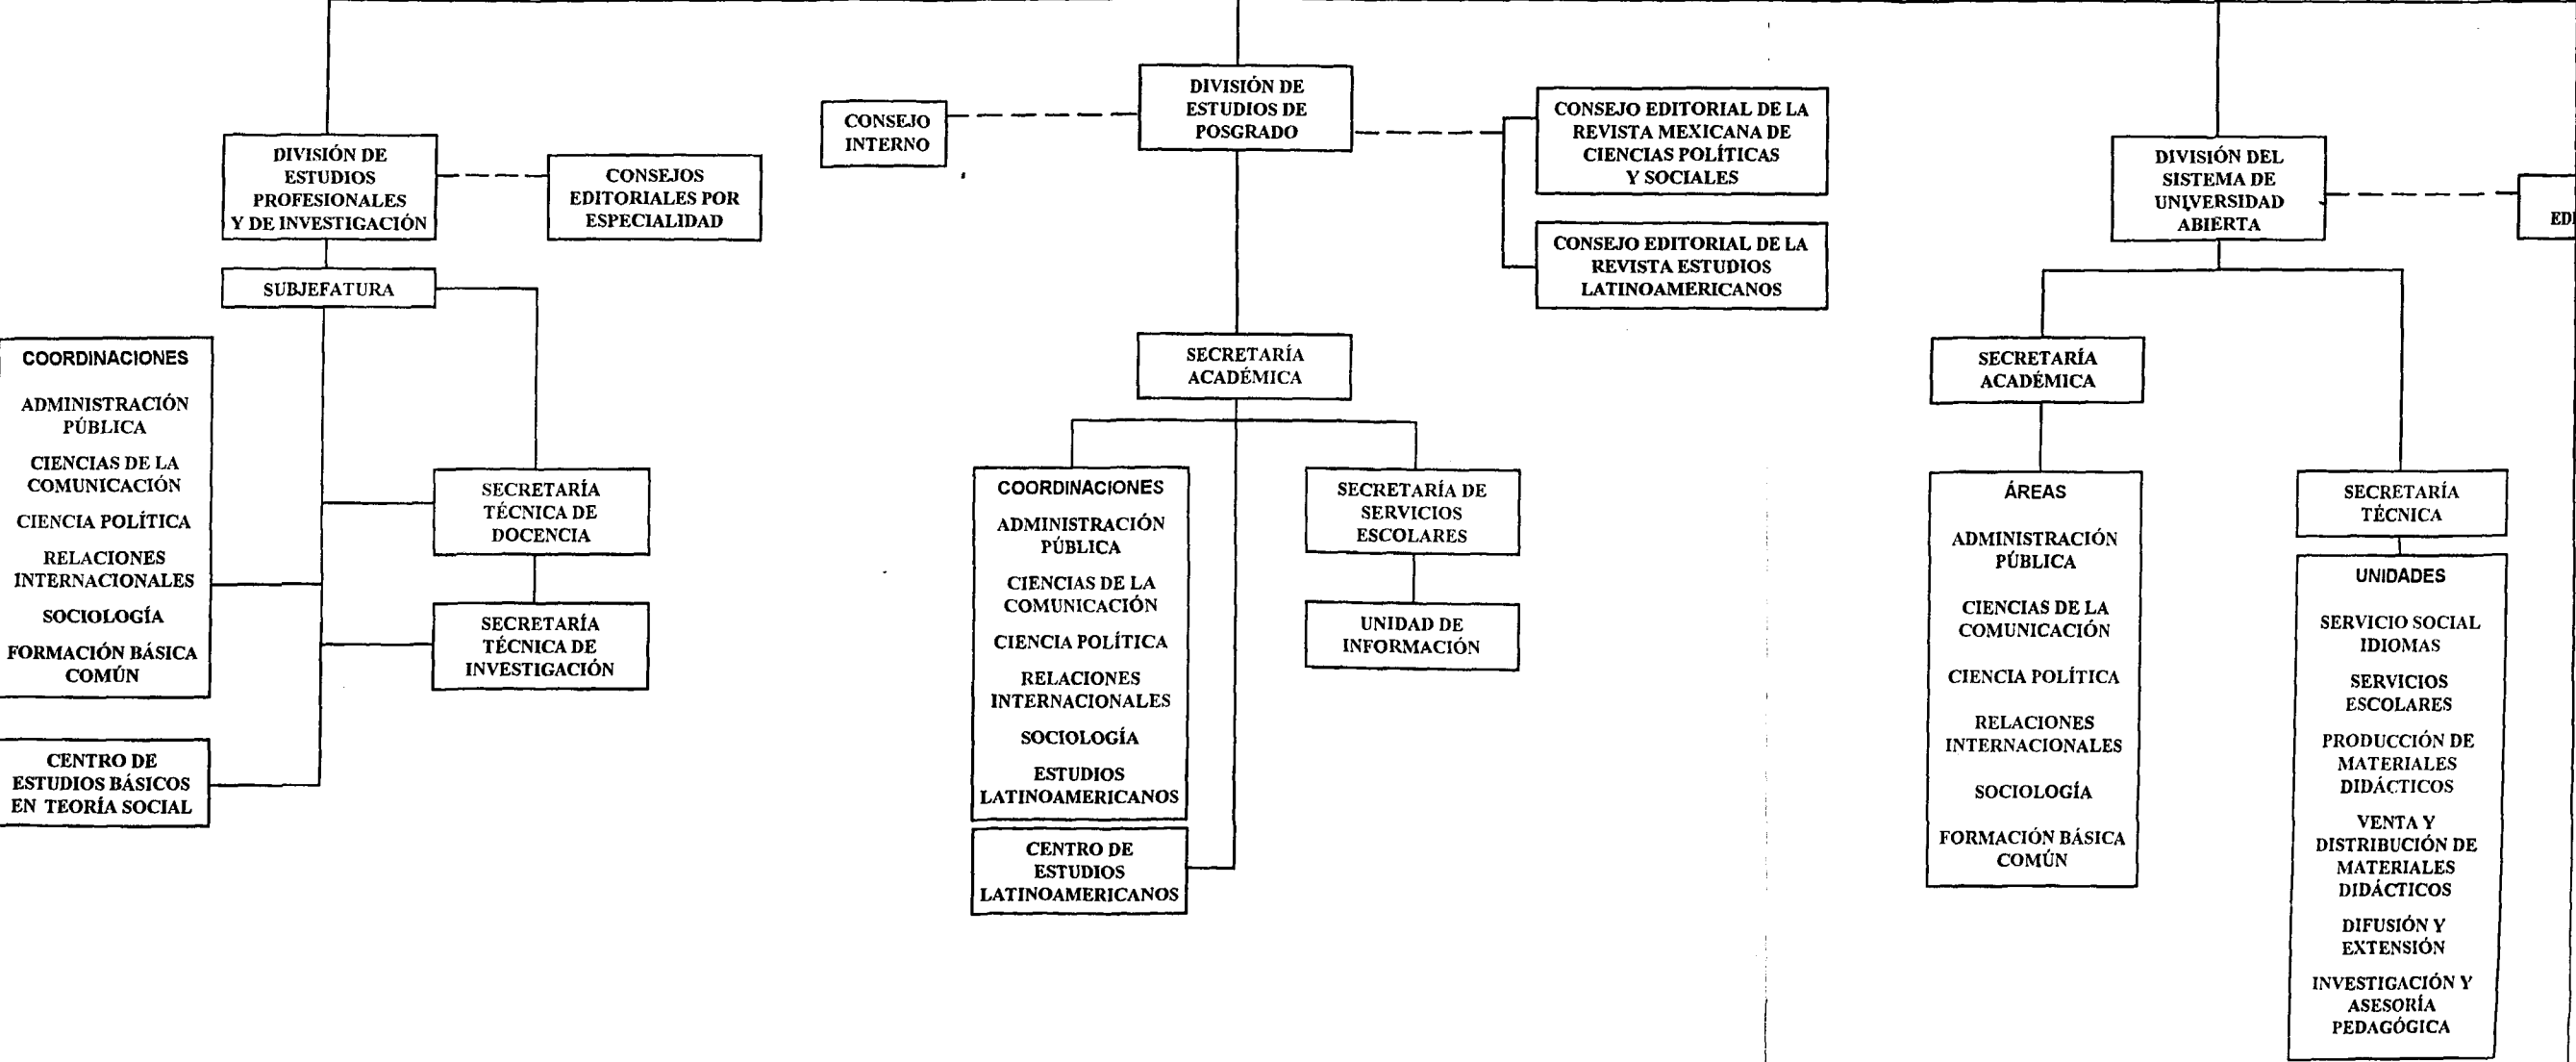 DIVISIÓN DE
ESTUDIOS
PROFESIONALES
Y DE INVESTIGACIÓN
CONSEJOS
EDITORIALES POR
ESPECIALIDAD
SUBJEFATURA
COORDINACIONES
ADMINISTRACIÓN
PÚBLICA
CIENCIAS DE LA
COMUNICACIÓN
CIENCIA POLÍTICA
RELACIONES
INTERNACIONALES
SOCIOLOGÍA
FORMACIÓN BÁSICA
COMÚN
SECRETARÍA
TÉCNICA DE
DOCENCIA
SECRETARÍA
TÉCNICA DE
INVESTIGACIÓN
CENTRO DE
ESTUDIOS BÁSICOS
EN TEORÍA SOCIAL
CONSEJO
INTERNO
DIVISIÓN DE
ESTUDIOS DE
POSGRADO
CONSEJO EDITORIAL DE LA
REVISTA MEXICANA DE
CIENCIAS POLÍTICAS
Y SOCIALES
CONSEJO EDITORIAL DE LA
REVISTA ESTUDIOS
LATINOAMERICANOS
SECRETARÍA
ACADÉMICA
COORDINACIONES
ADMINISTRACIÓN
PÚBLICA
CIENCIAS DE LA
COMUNICACIÓN
CIENCIA POLÍTICA
RELACIONES
INTERNACIONALES
SOCIOLOGÍA
ESTUDIOS
LATINOAMERICANOS
SECRETARÍA DE
SERVICIOS
ESCOLARES
UNIDAD DE
INFORMACIÓN
CENTRO DE
ESTUDIOS
LATINOAMERICANOS
DIVISIÓN DEL
SISTEMA DE
UNIVERSIDAD
ABIERTA
SECRETARÍA
ACADÉMICA
ÁREAS
ADMINISTRACIÓN
PÚBLICA
CIENCIAS DE LA
COMUNICACIÓN
CIENCIA POLÍTICA
RELACIONES
INTERNACIONALES
SOCIOLOGÍA
FORMACIÓN BÁSICA
COMÚN
SECRETARÍA
TÉCNICA
UNIDADES
SERVICIO SOCIAL
IDIOMAS
SERVICIOS
ESCOLARES
PRODUCCIÓN DE
MATERIALES
DIDÁCTICOS
VENTA Y
DISTRIBUCIÓN DE
MATERIALES
DIDÁCTICOS
DIFUSIÓN Y
EXTENSIÓN
INVESTIGACIÓN Y
ASESORÍA
PEDAGÓGICA